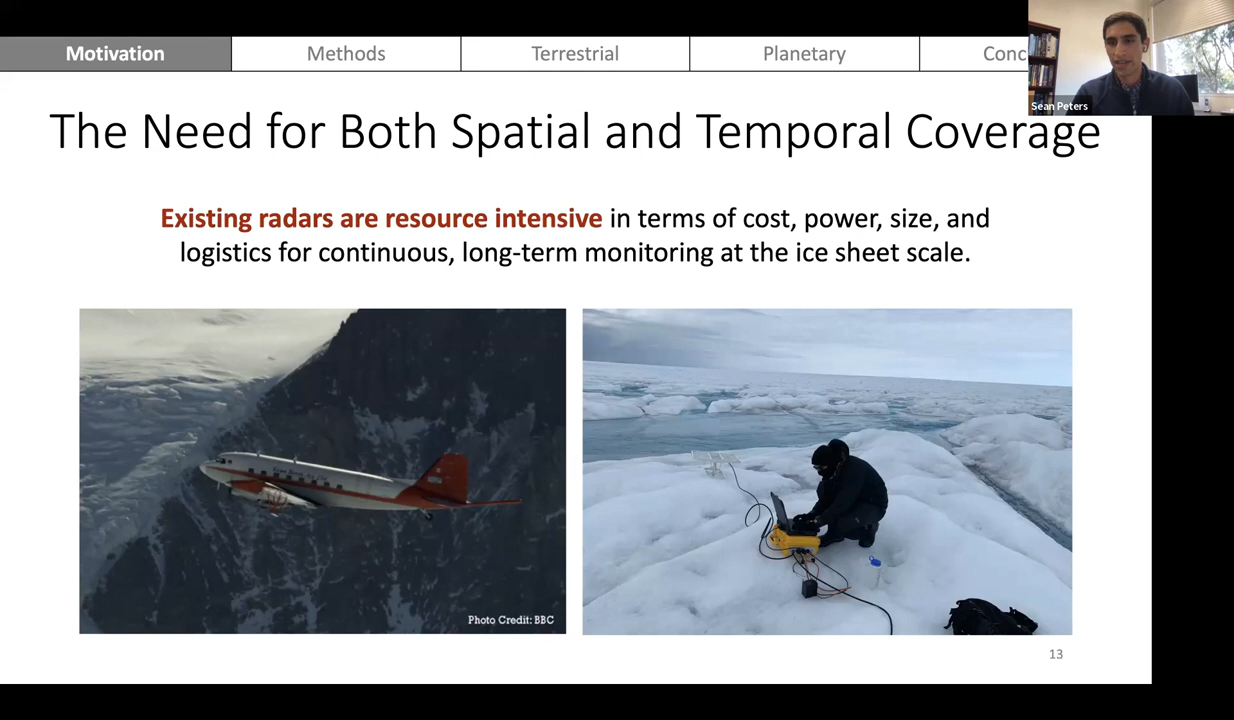 Motivation
Methods
Terrestrial
Planetary
Conc
Sean Peters
The Need for Both Spatial and Temporal Coverage
Existing radars are resource intensive in terms of cost, power, size, and
logistics for continuous, long-term monitoring at the ice sheet scale.
Photo Credit: BBC
13